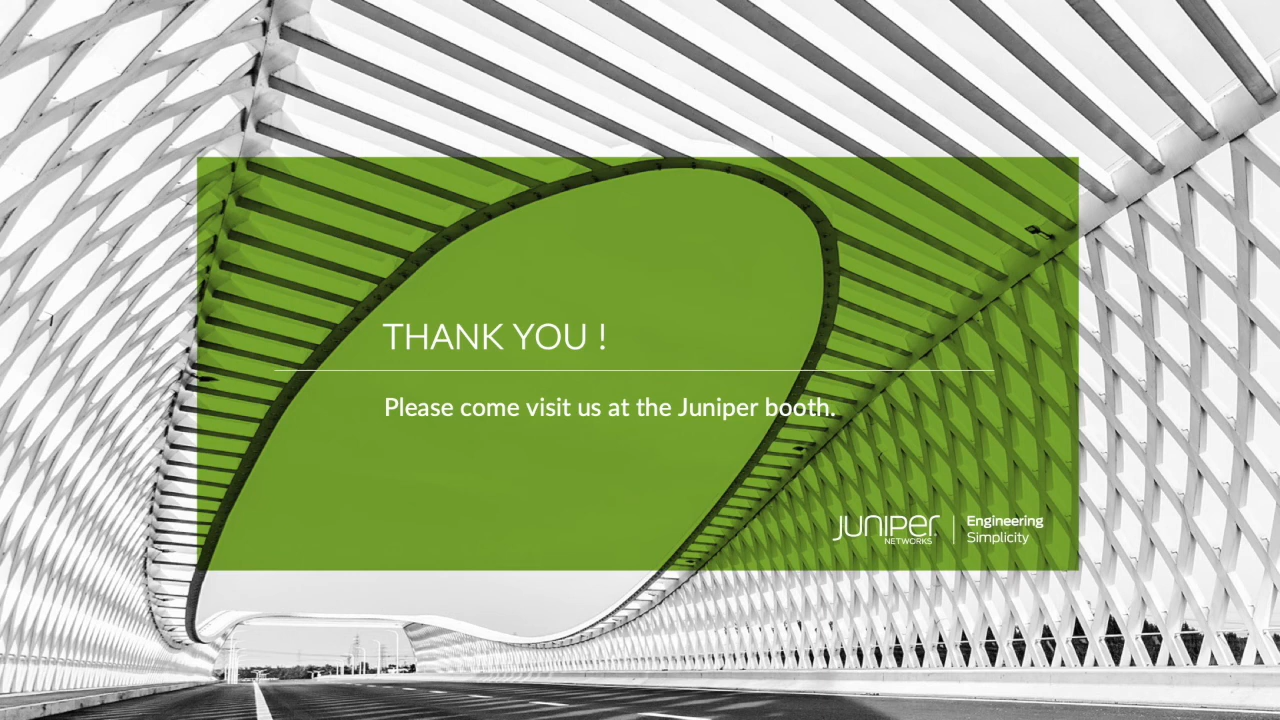 THANK YOU !
Please come visit us at the Juniper booth.
JUNIPER
NETWORKS
Engineering
Simplicity